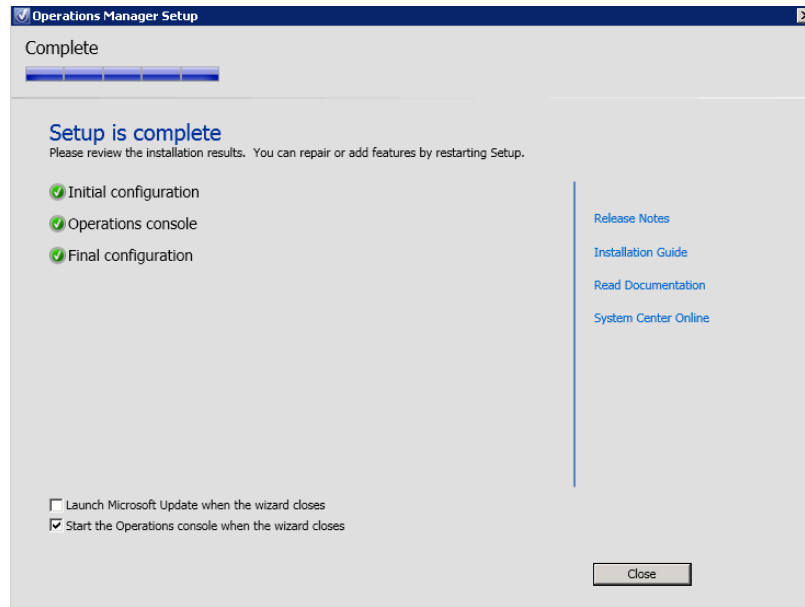 Operations Manager Setup
Complete
Setup is complete
Please review the installation results. You can repair or add features by restarting Setup.
Initial configuration
Operations console
Final configuration
Release Notes
Installation Guide
Read Documentation
System Center Online
Launch Microsoft Update when the wizard closes
Start the Operations console when the wizard closes
Close